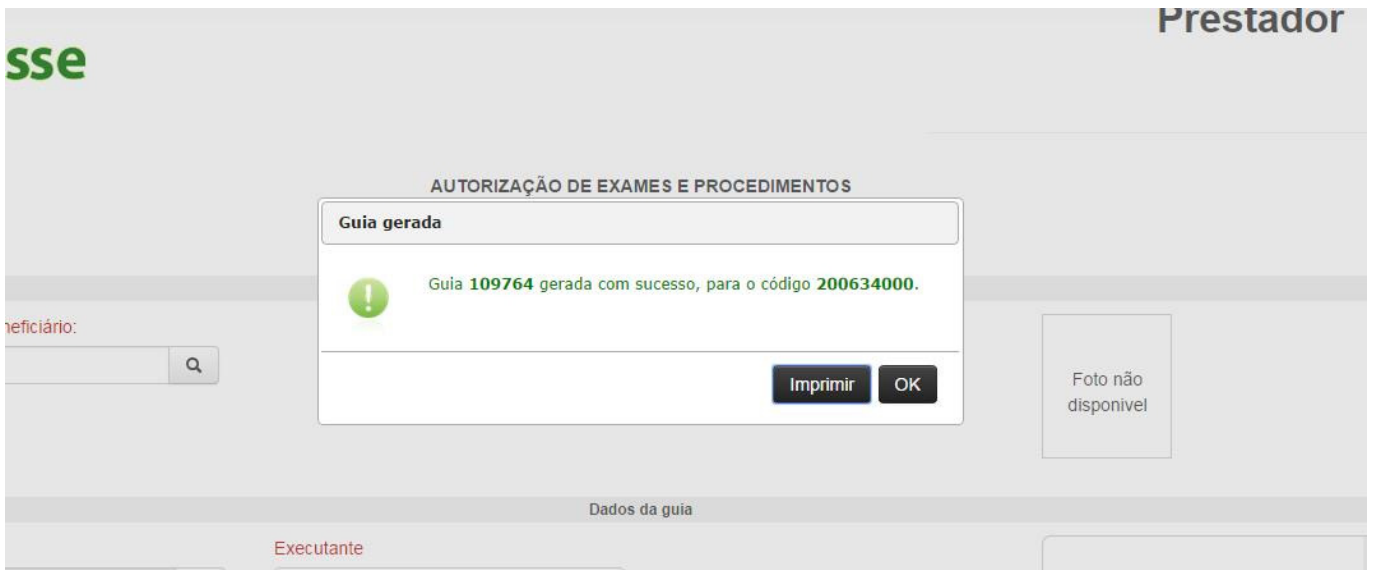 Prestador
sse
AUTORIZAÇÃO DE EXAMES E PROCEDIMENTOS
Guia gerada
Guia 109764 gerada com sucesso, para o código 200634000.
neficiário:
Imprimir OK
Foto não
disponivel
Dados da guia
Executante